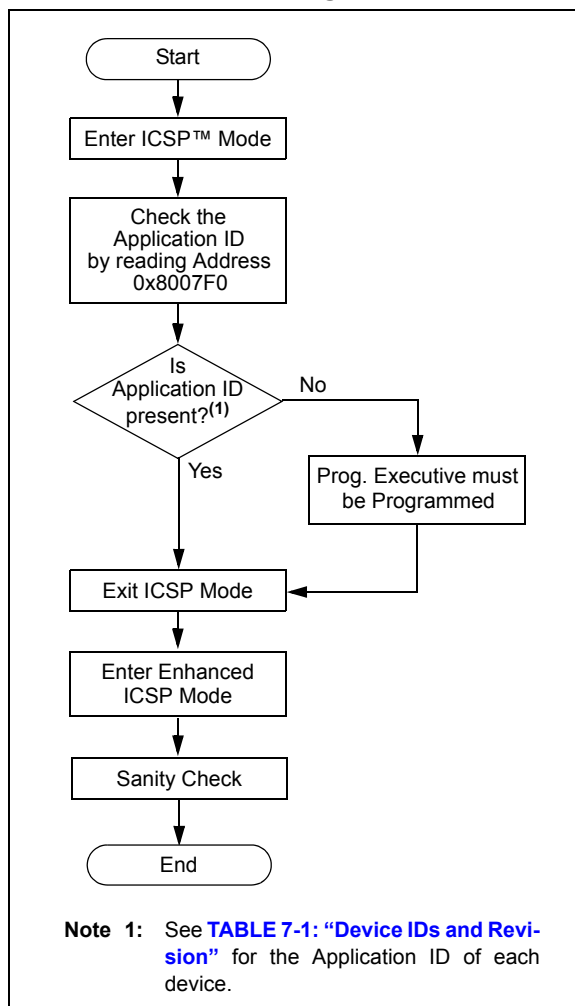 Start
Enter ICSP™ Mode
Check the
Application ID
by reading Address
0x8007F0
Is
Application ID
present?(1)
No
Yes
Prog. Executive must
be Programmed
Exit ICSP Mode
Enter Enhanced
ICSP Mode
Sanity Check
End
Note 1: See TABLE 7-1: “Device IDs and Revi-
sion” for the Application ID of each
device.